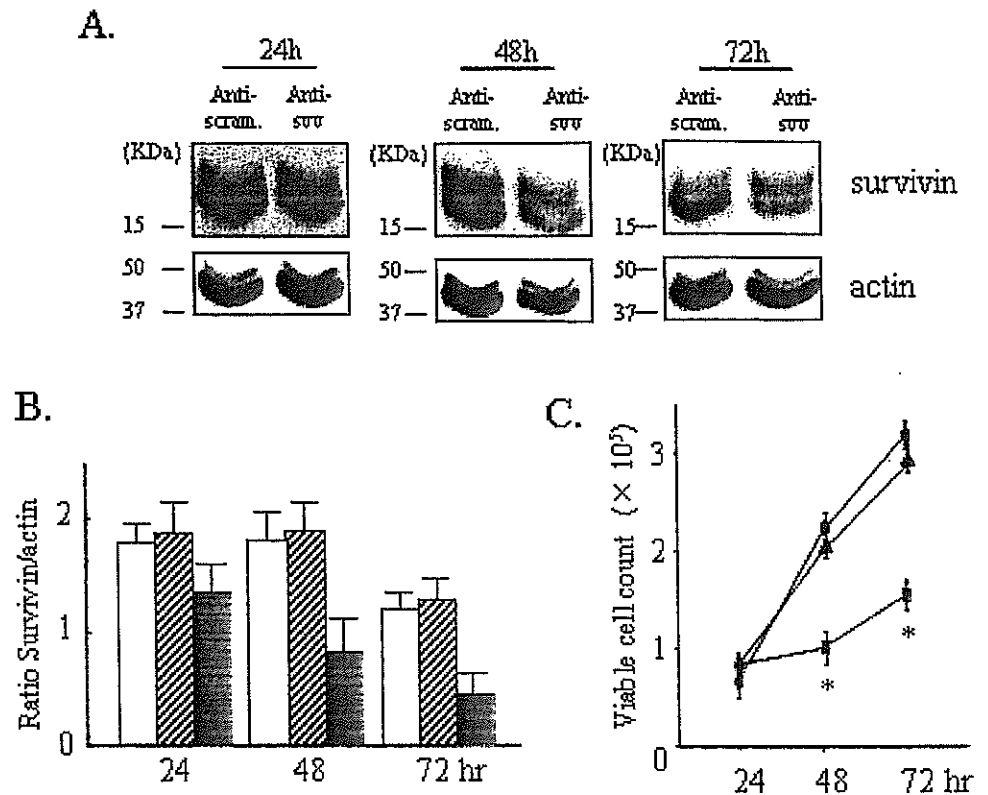 A.
24h
48h
72h
Anti-scram. Anti-svv
Anti-scram. Anti-svv
Anti-scram. Anti-svv
(KDa) (KDa) (KDa)
survivin
15 15 15
50 50 50
actin
37 37 37
B.
Ratio Survivin/actin
2
1
0
24 48 72 hr
C.
Viable cell count (× 10⁵)
3
2
1
0
*
*
24 48 72 hr